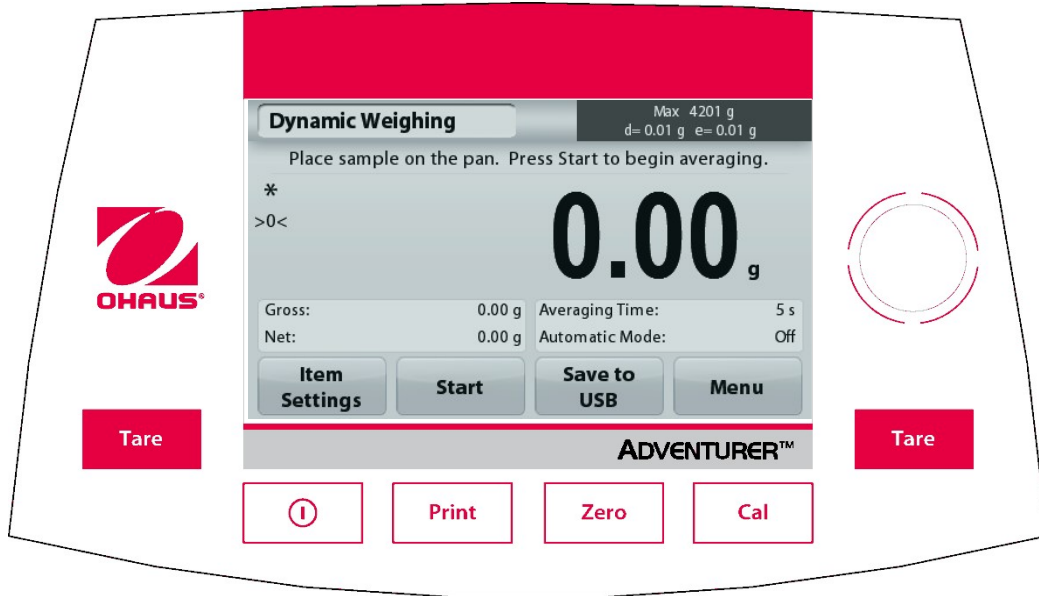 Dynamic Weighing
Max 4201 g
d= 0.01 g e= 0.01 g
Place sample on the pan. Press Start to begin averaging.
*
>0<
0.00 g
OHAUS®
Gross: 0.00 g Averaging Time: 5 s
Net: 0.00 g Automatic Mode: Off
Item
Settings
Start
Save to
USB
Menu
Tare
ADVENTURER™
Tare
Print
Zero
Cal